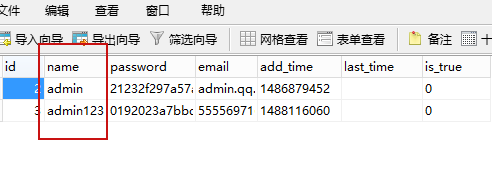 文件 编辑 查看 窗口 帮助
导入向导 导出向导 筛选向导 网格查看 表单查看 备注 十
id name password email add_time last_time is_true
2 admin 21232f297a57a admin.qq. 1486879452 0
3 admin123 0192023a7bbd 55556971 1488116060 0